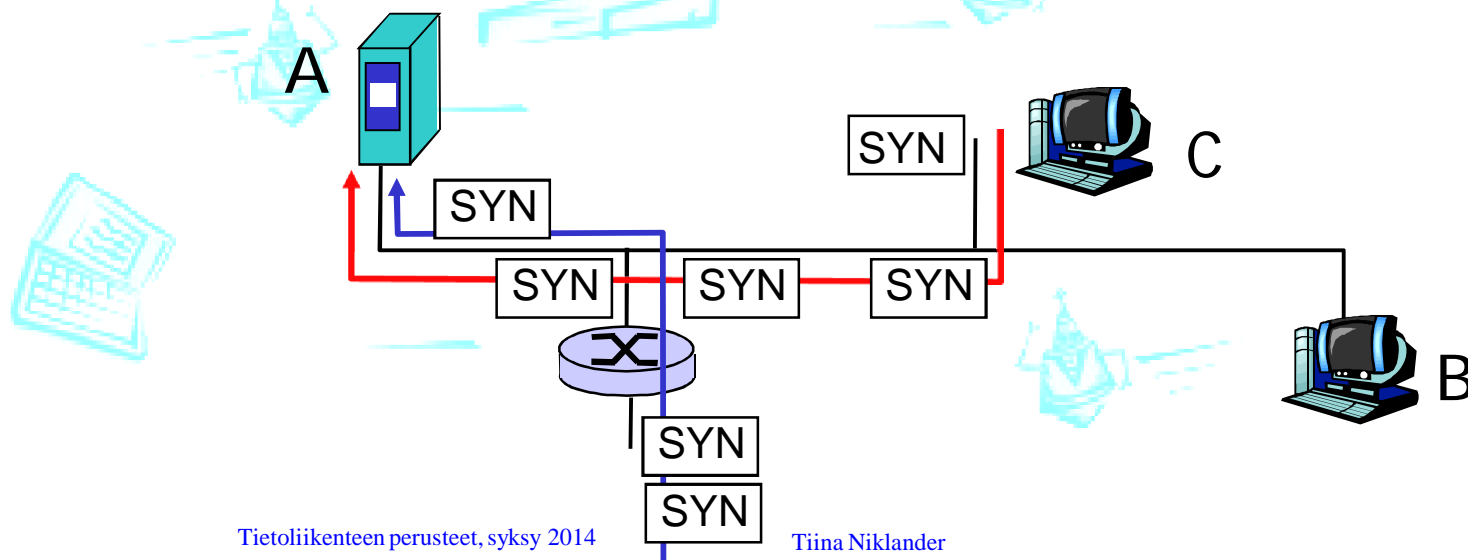 A
SYN
C
SYN
SYN
SYN
SYN
B
SYN
SYN
Tietoliikenteen perusteet, syksy 2014
Tiina Niklander